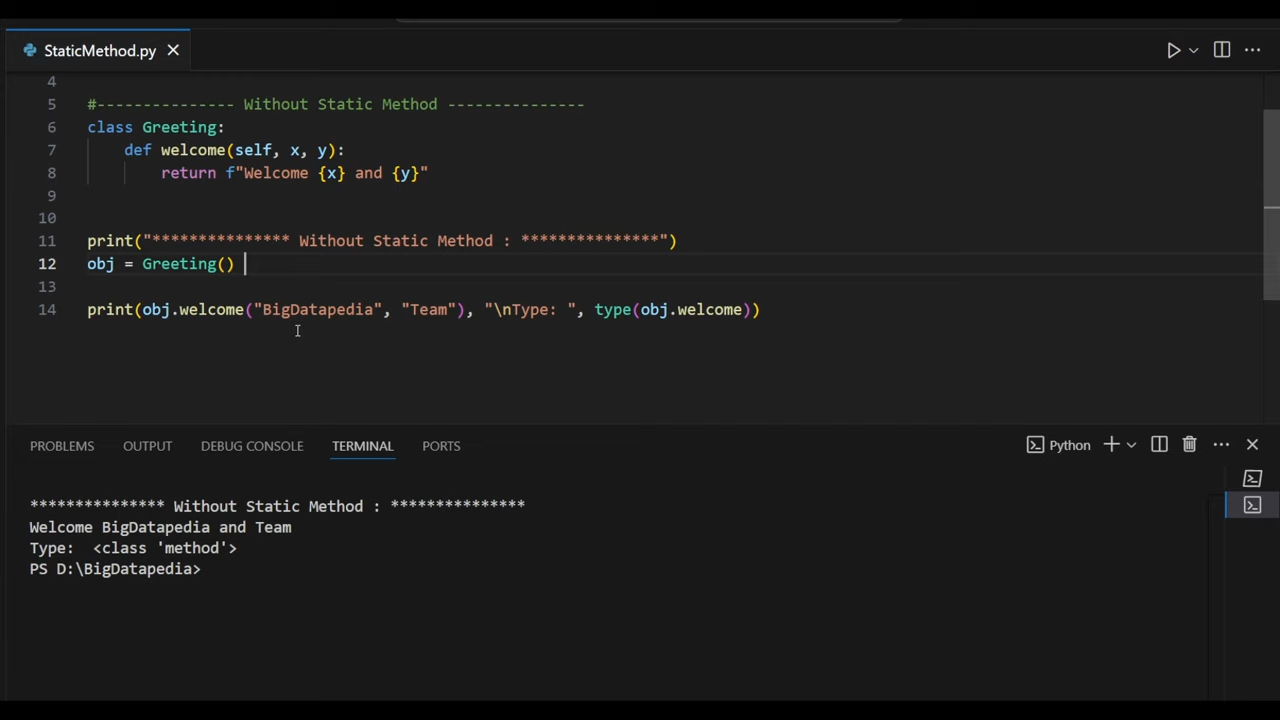 StaticMethod.py
4
5 #--------------- Without Static Method ---------------
6 class Greeting:
7     def welcome(self, x, y):
8         return f"Welcome {x} and {y}"
9
10
11 print("*************** Without Static Method : ***************")
12 obj = Greeting()
13
14 print(obj.welcome("BigDatapedia", "Team"), "\nType: ", type(obj.welcome))
PROBLEMS OUTPUT DEBUG CONSOLE TERMINAL PORTS Python
*************** Without Static Method : ***************
Welcome BigDatapedia and Team
Type:  <class 'method'>
PS D:\BigDatapedia>